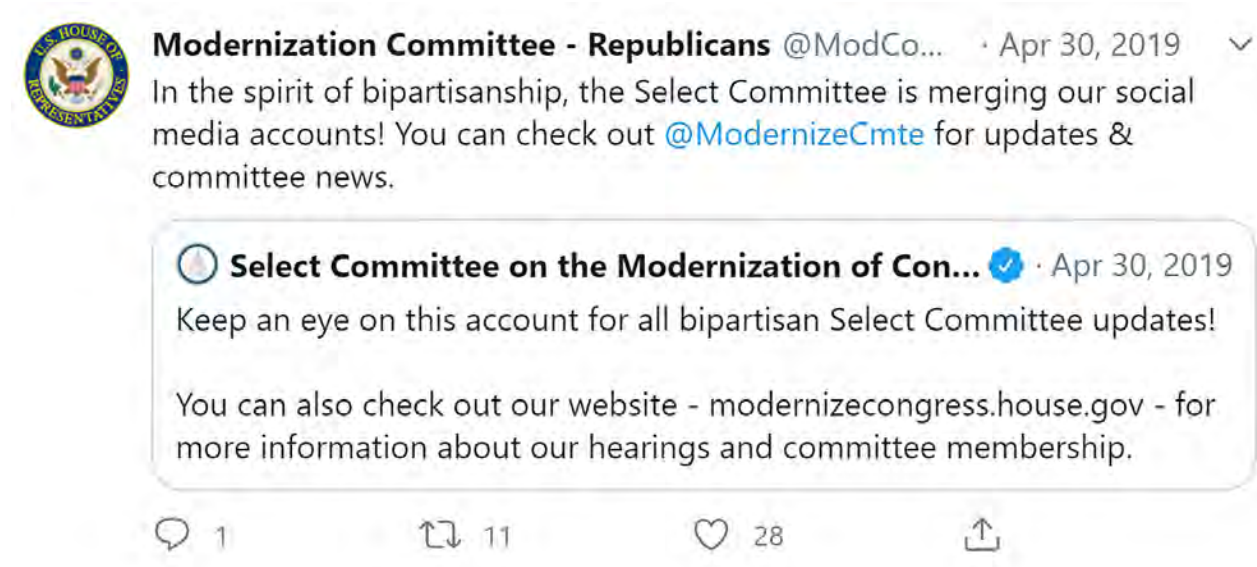 U.S. HOUSE OF
REPRESENTATIVES
Modernization Committee - Republicans @ModCo... · Apr 30, 2019
In the spirit of bipartisanship, the Select Committee is merging our social
media accounts! You can check out @ModernizeCmte for updates &
committee news.
Select Committee on the Modernization of Con... · Apr 30, 2019
Keep an eye on this account for all bipartisan Select Committee updates!
You can also check out our website - modernizecongress.house.gov - for
more information about our hearings and committee membership.
1 11 28